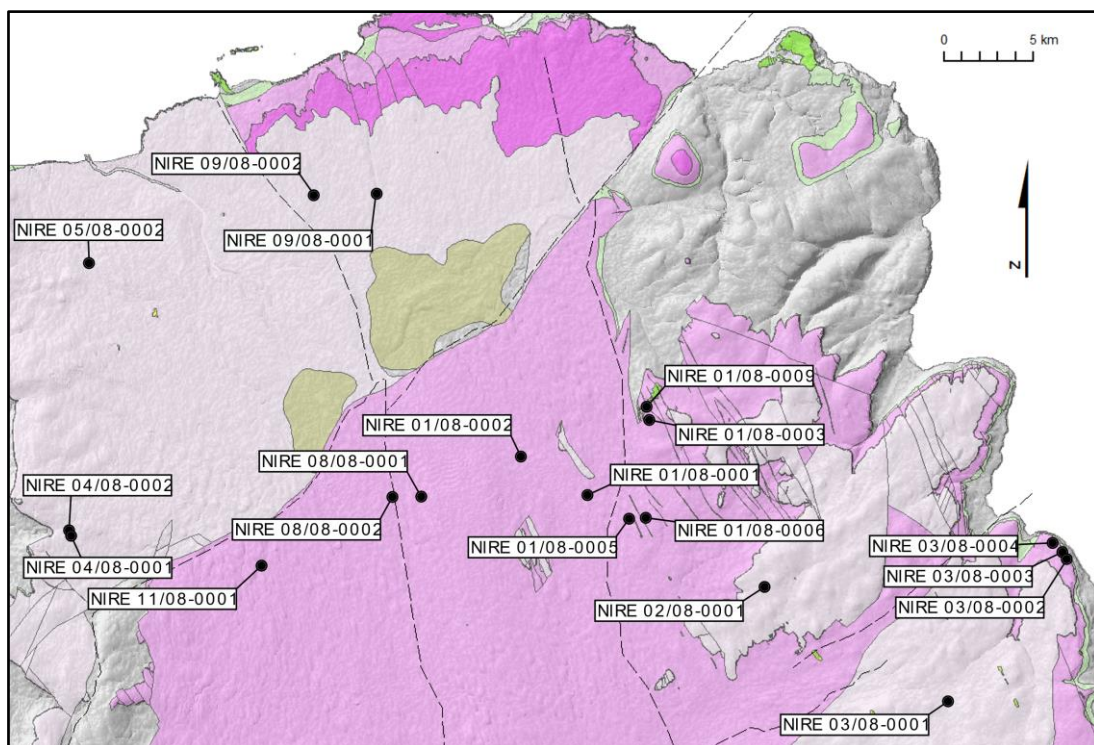 0 5 km
NIRE 09/08-0002
NIRE 05/08-0002
NIRE 09/08-0001
Z
NIRE 01/08-0009
NIRE 01/08-0002
NIRE 01/08-0003
NIRE 08/08-0001
NIRE 01/08-0001
NIRE 04/08-0002
NIRE 08/08-0002
NIRE 01/08-0006
NIRE 01/08-0005
NIRE 03/08-0004
NIRE 04/08-0001
NIRE 03/08-0003
NIRE 11/08-0001
NIRE 02/08-0001
NIRE 03/08-0002
NIRE 03/08-0001